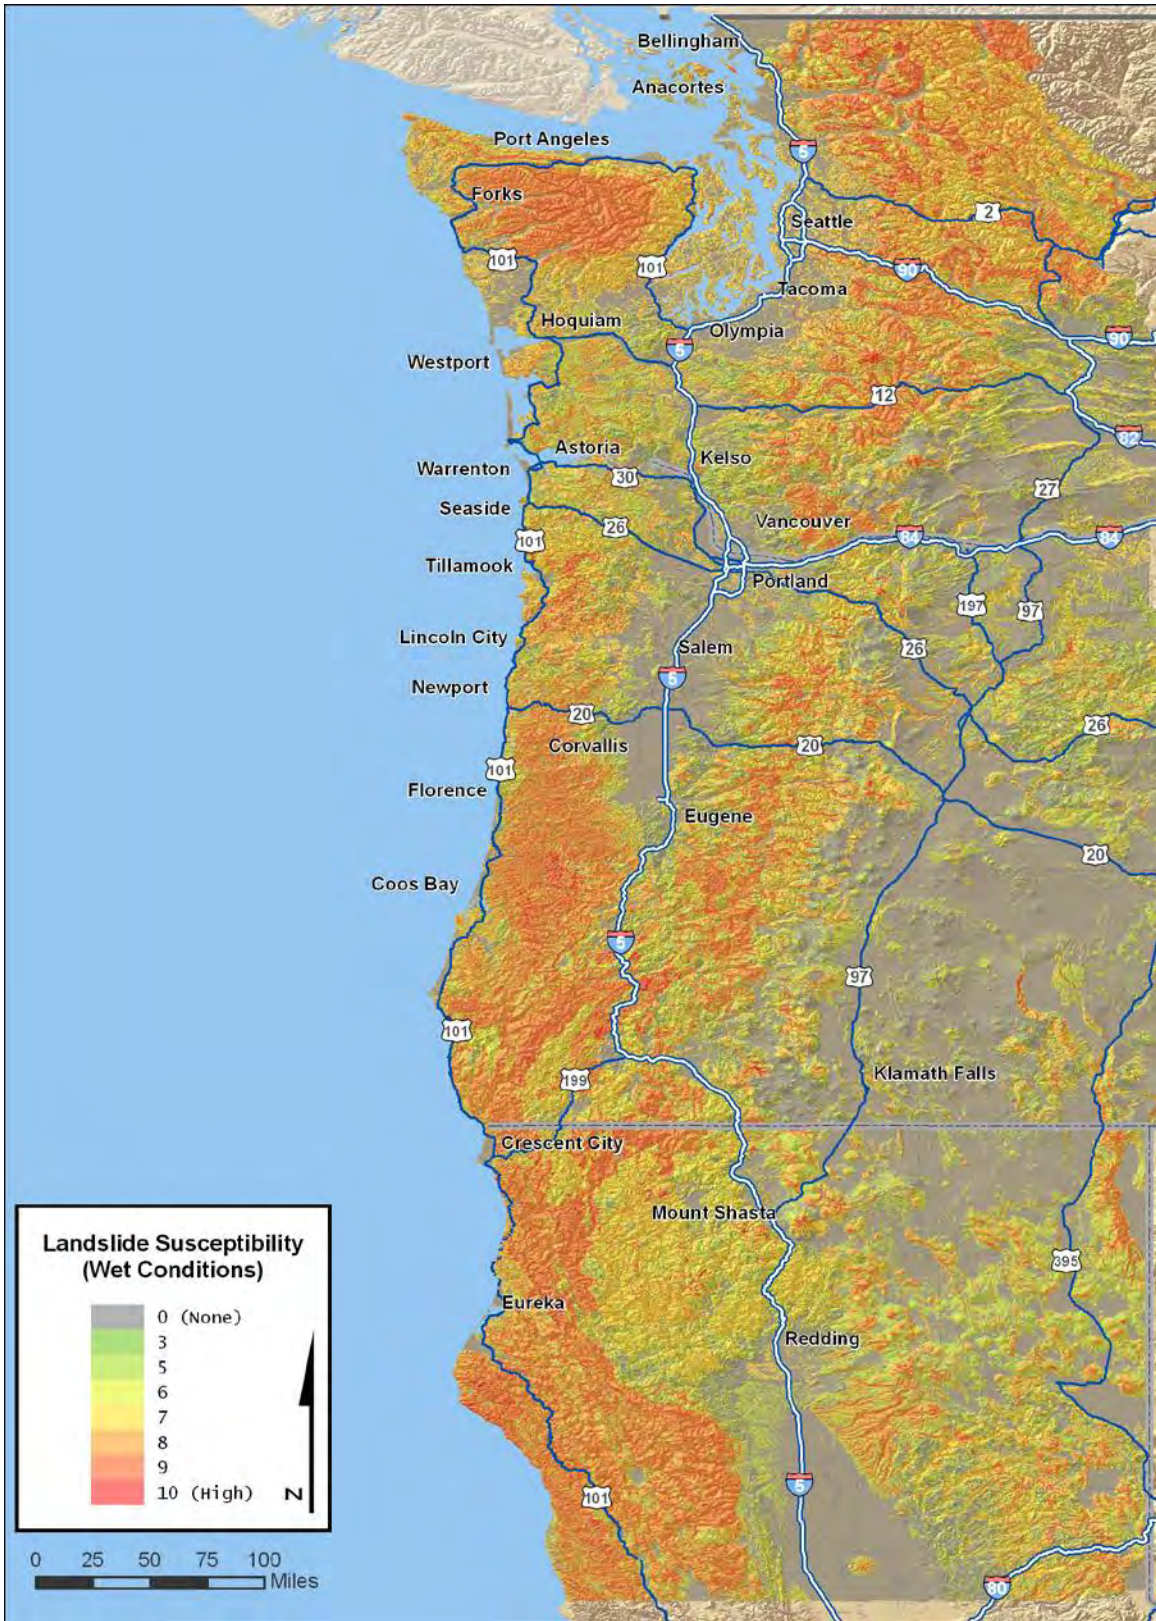 Bellingham
Anacortes
Port Angeles
5
Forks
2
Seattle
101
101
90
Tacoma
Hoquiam
Olympia
90
5
Westport
12
82
Astoria
Kelso
Warrenton
30
27
Seaside
26
Vancouver
101
84
84
Tillamook
Portland
197
97
Lincoln City
Salem
26
5
Newport
20
26
Corvallis
20
101
Florence
Eugene
20
Coos Bay
5
97
101
Klamath Falls
199
Crescent City
Mount Shasta
Landslide Susceptibility
(Wet Conditions)
395
Eureka
0 (None)
3
Redding
5
6
7
8
9
10 (High)
N
5
101
0 25 50 75 100
Miles
80